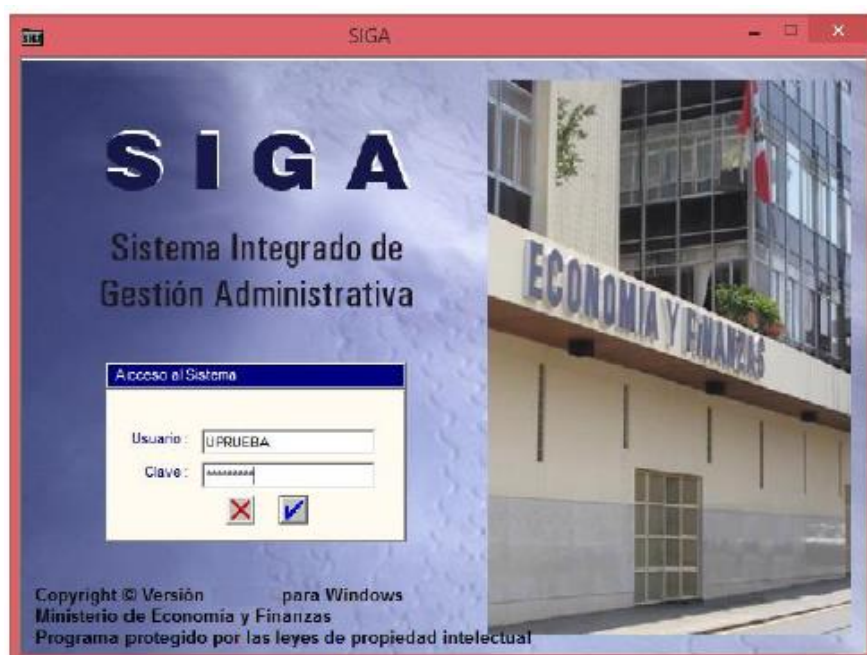 SIGA
SIGA
Sistema Integrado de
Gestión Administrativa
Acceso al Sistema
Usuario :
UPRUEBA
Clave :
*********
Copyright © Versión para Windows
Ministerio de Economía y Finanzas
Programa protegido por las leyes de propiedad intelectual
ECONOMIA Y FINANZAS